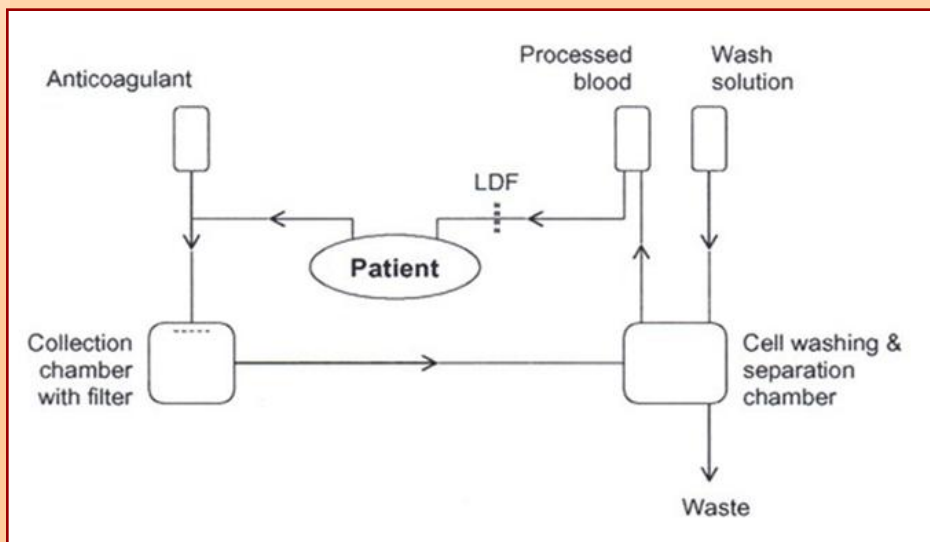 Anticoagulant
Processed
blood
Wash
solution
LDF
Patient
Collection
chamber
with filter
Cell washing &
separation
chamber
Waste